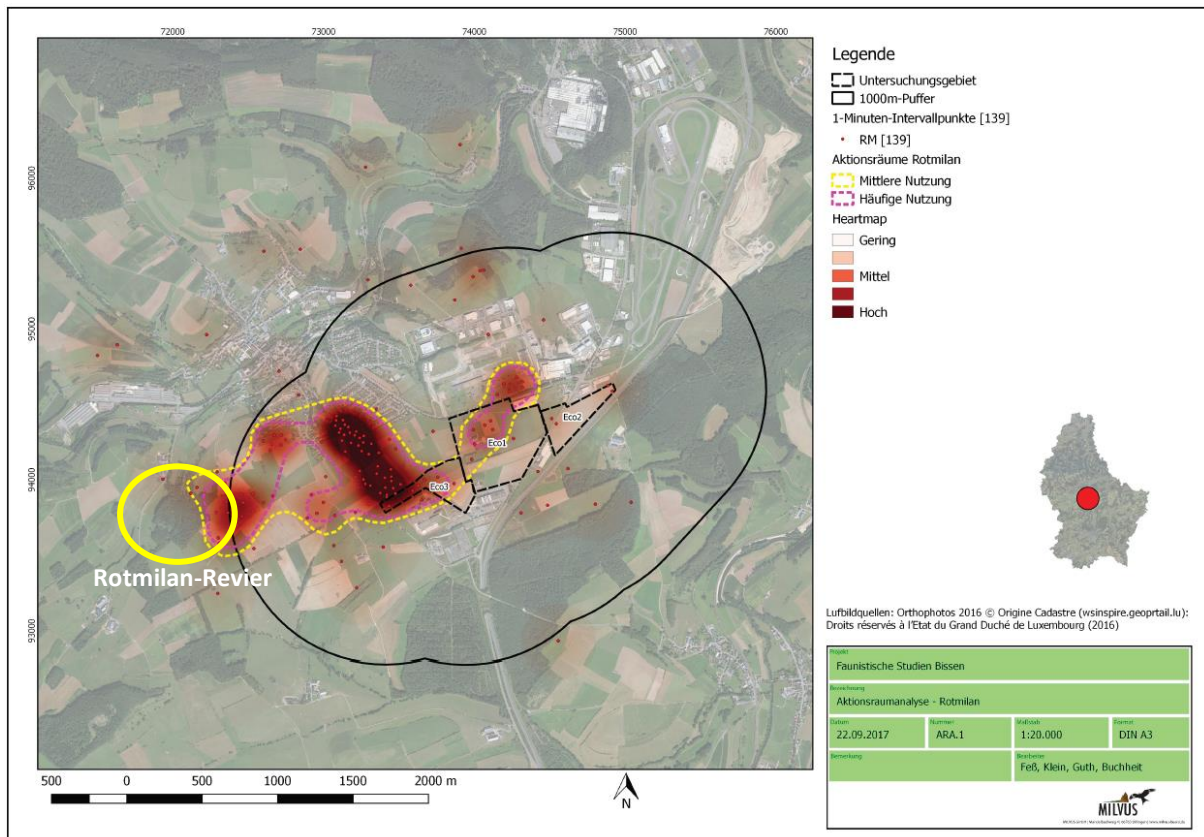 72000
73000
74000
75000
76000
96000
95000
94000
93000
Eco1
Eco2
Eco3
Rotmilan-Revier
500
0
500
1000
1500
2000 m
N
Legende
Untersuchungsgebiet
1000m-Puffer
1-Minuten-Intervallpunkte [139]
RM [139]
Aktionsräume Rotmilan
Mittlere Nutzung
Häufige Nutzung
Heartmap
Gering
Mittel
Hoch
Lufbildquellen: Orthophotos 2016 © Origine Cadastre (wsinspire.geoprtail.lu):
Droits réservés à l'Etat du Grand Duché de Luxembourg (2016)
Projekt
Faunistische Studien Bissen
Bezeichnung
Aktionsraumanalyse - Rotmilan
Datum
22.09.2017
Nummer:
ARA.1
Maßstab
1:20.000
Format
DIN A3
Bemerkung
Bearbeiter
Feß, Klein, Guth, Buchheit
MILVUS